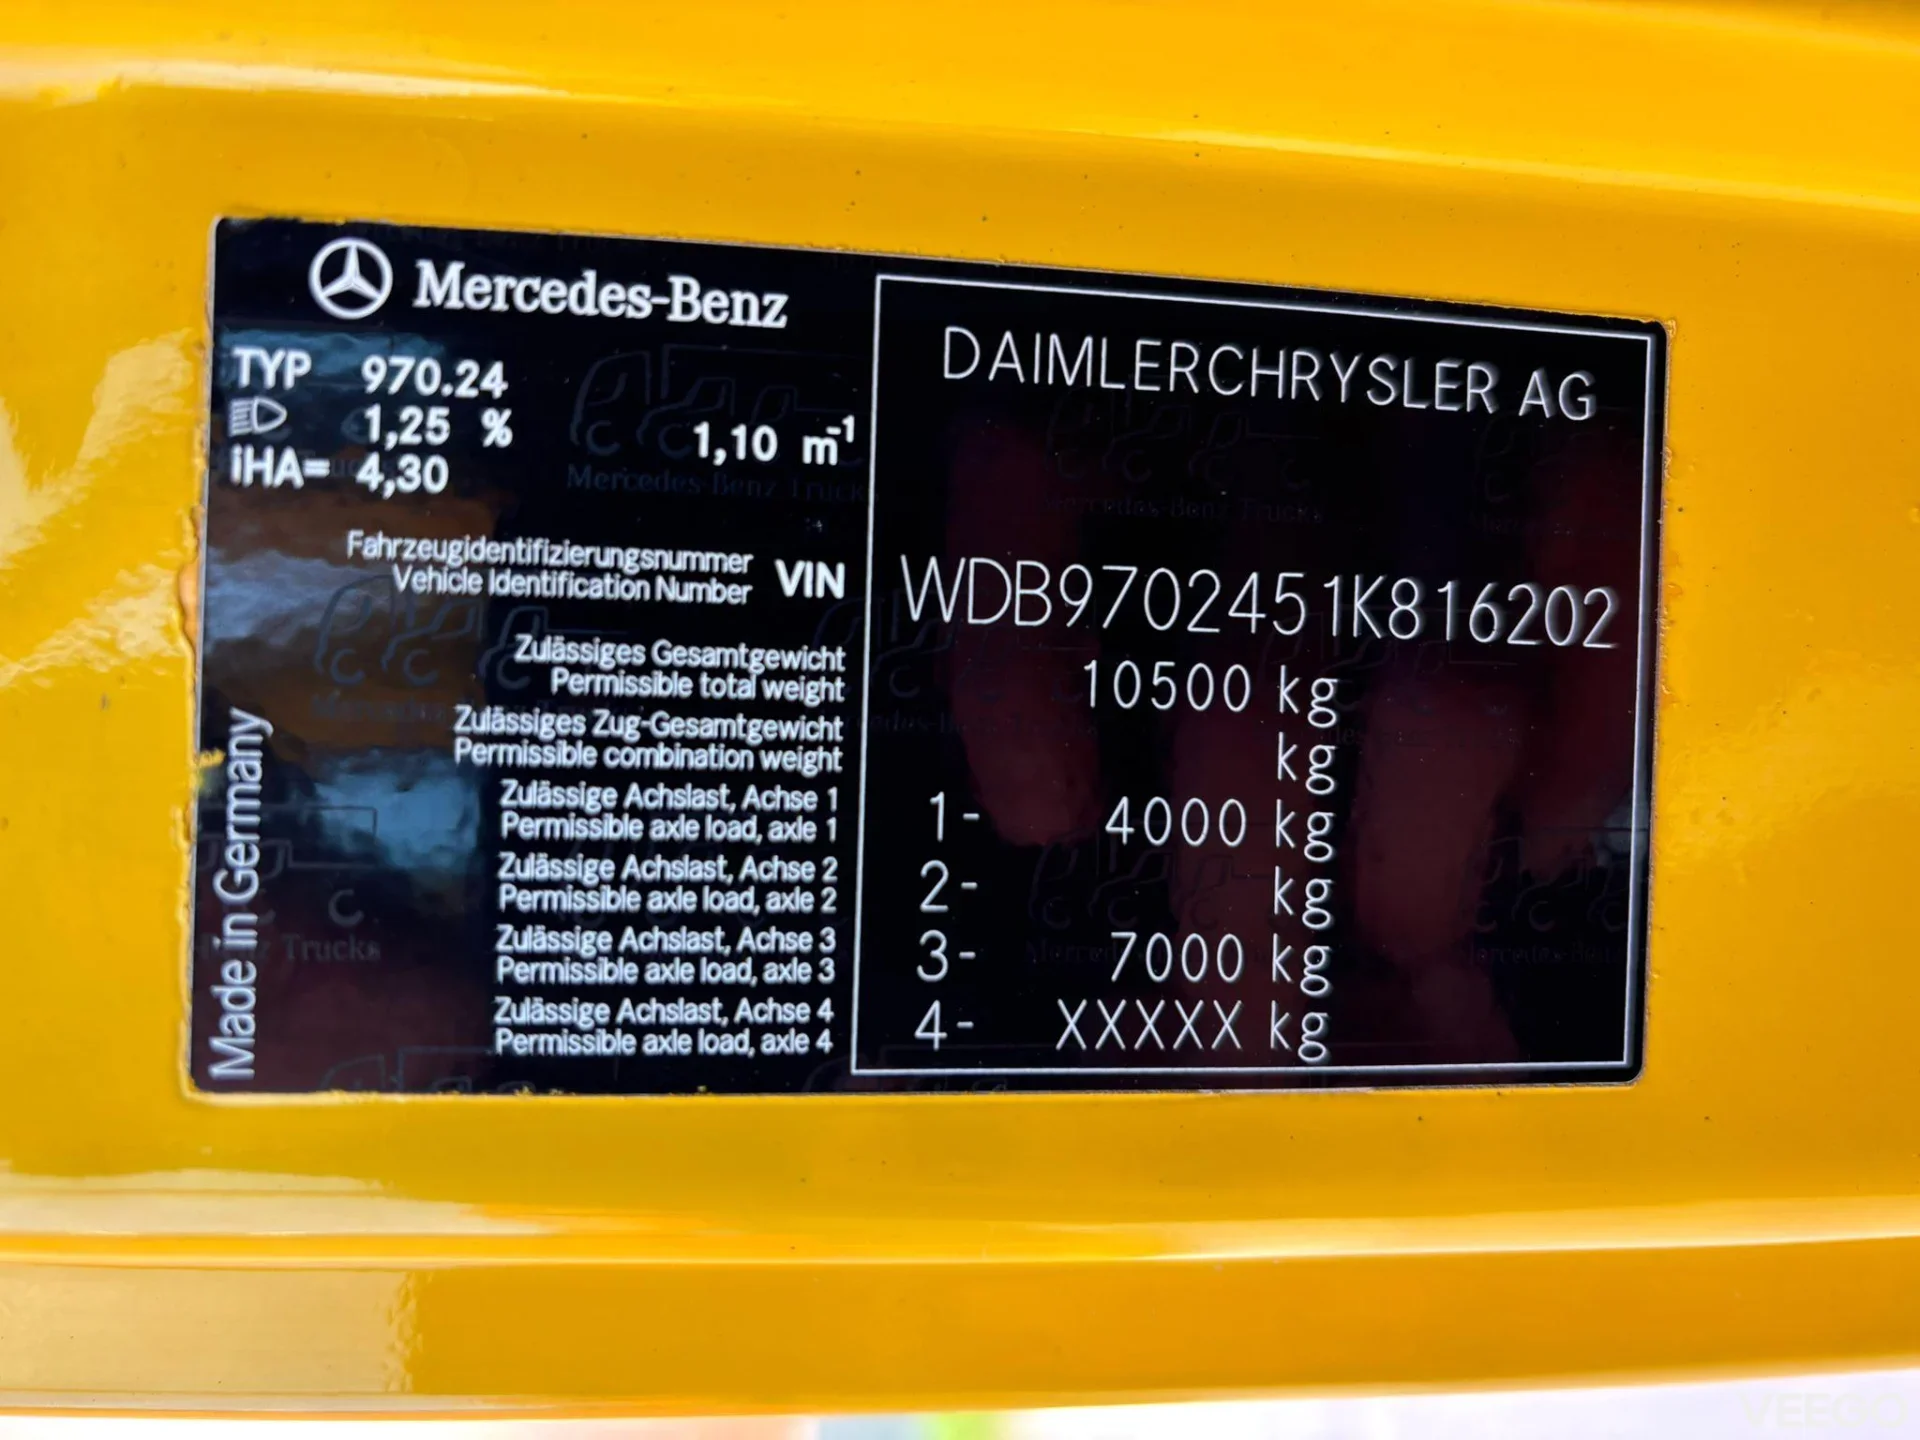 Mercedes-Benz
TYP 970.24
1,25 % 1,10 m⁻¹
iHA= 4,30
DAIMLERCHRYSLER AG
Fahrzeugidentifizierungsnummer
Vehicle Identification Number
VIN WDB9702451K816202
Zulässiges Gesamtgewicht
Permissible total weight
10500 kg
Zulässiges Zug-Gesamtgewicht
Permissible combination weight
kg
Zulässige Achslast, Achse 1
Permissible axle load, axle 1
1- 4000 kg
Zulässige Achslast, Achse 2
Permissible axle load, axle 2
2- kg
Zulässige Achslast, Achse 3
Permissible axle load, axle 3
3- 7000 kg
Zulässige Achslast, Achse 4
Permissible axle load, axle 4
4- XXXXX kg
Made in Germany
Mercedes-Benz Trucks
VEEGO